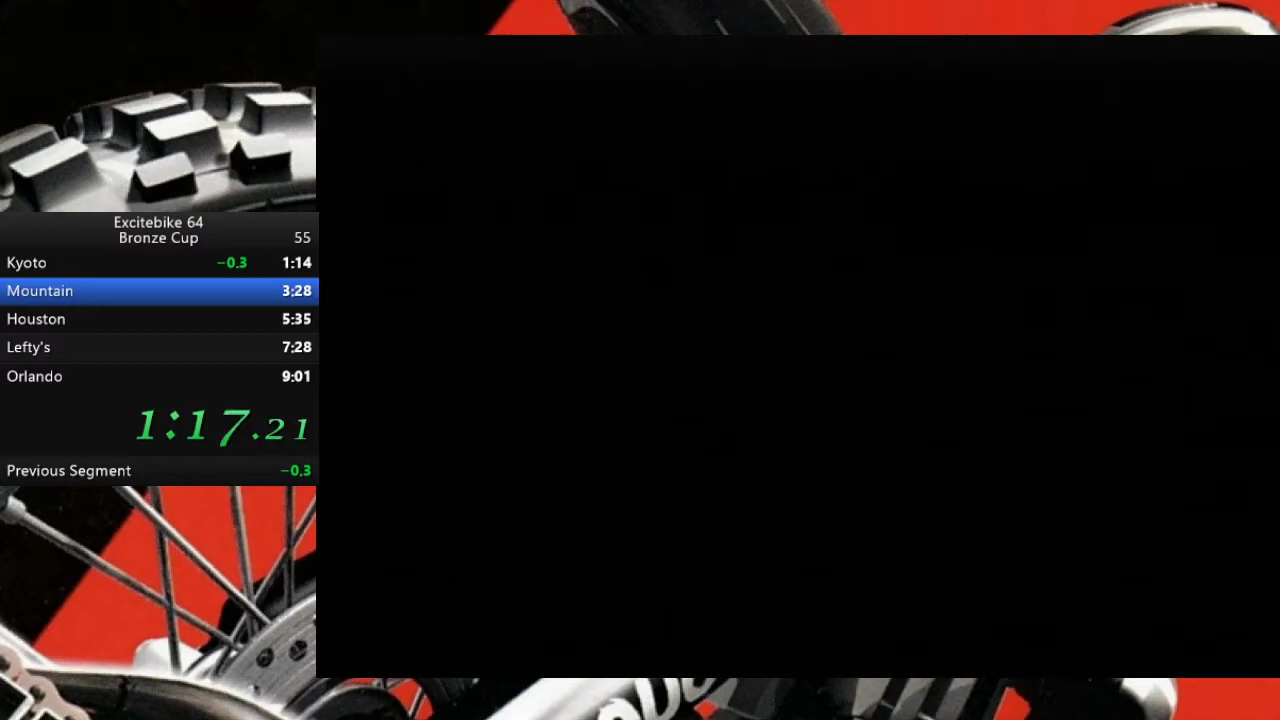 Excitebike 64
Bronze Cup 55
Kyoto −0.3 1:14
Mountain 3:28
Houston 5:35
Lefty's 7:28
Orlando 9:01
1:17.21
Previous Segment −0.3